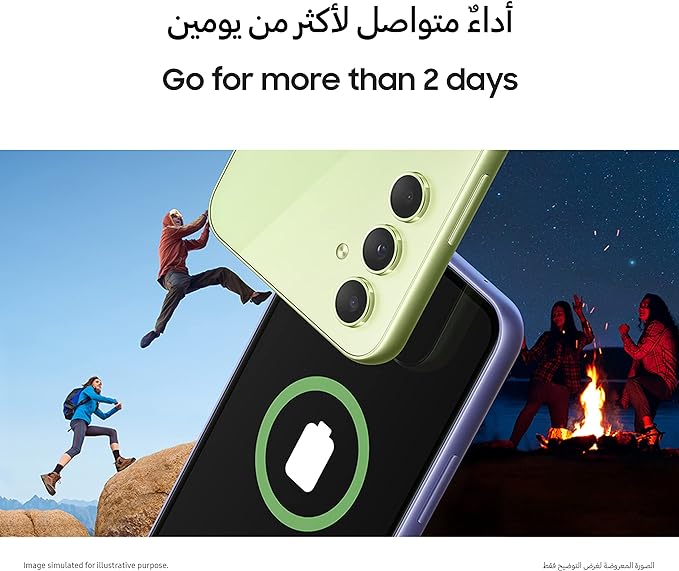 أداءٌ متواصل لأكثر من يومين
Go for more than 2 days
Image simulated for illustrative purpose.
الصورة المعروضة لغرض التوضيح فقط